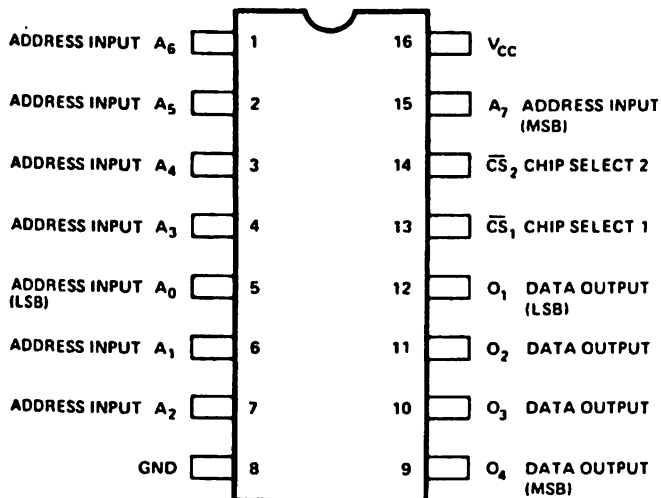 ADDRESS INPUT A6 1 16 VCC
ADDRESS INPUT A5 2 15 A7 ADDRESS INPUT
(MSB)
ADDRESS INPUT A4 3 14 C̅S̅2 CHIP SELECT 2
ADDRESS INPUT A3 4 13 C̅S̅1 CHIP SELECT 1
ADDRESS INPUT A0 5 12 O1 DATA OUTPUT
(LSB) (LSB)
ADDRESS INPUT A1 6 11 O2 DATA OUTPUT
ADDRESS INPUT A2 7 10 O3 DATA OUTPUT
GND 8 9 O4 DATA OUTPUT
(MSB)